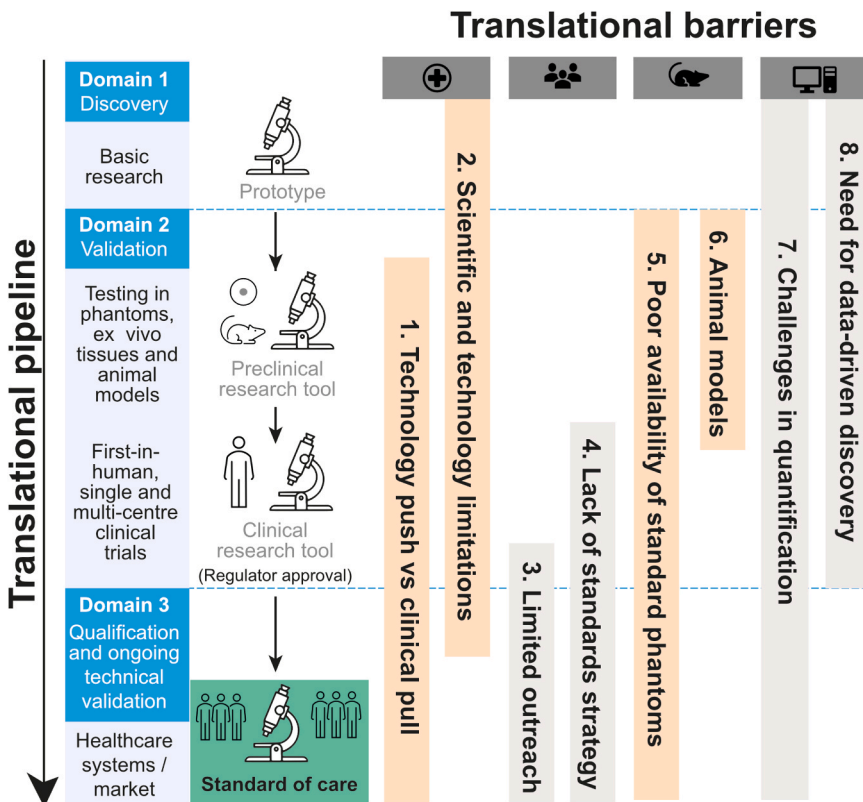 Translational barriers
Translational pipeline
Domain 1
Discovery
Basic
research
Prototype
Domain 2
Validation
Testing in
phantoms,
ex vivo
tissues and
animal
models
Preclinical
research tool
First-in-
human,
single and
multi-centre
clinical
trials
Clinical
research tool
(Regulator approval)
Domain 3
Qualification
and ongoing
technical
validation
Healthcare
systems /
market
Standard of care
1. Technology push vs clinical pull
2. Scientific and technology limitations
3. Limited outreach
4. Lack of standards strategy
5. Poor availability of standard phantoms
6. Animal models
7. Challenges in quantification
8. Need for data-driven discovery